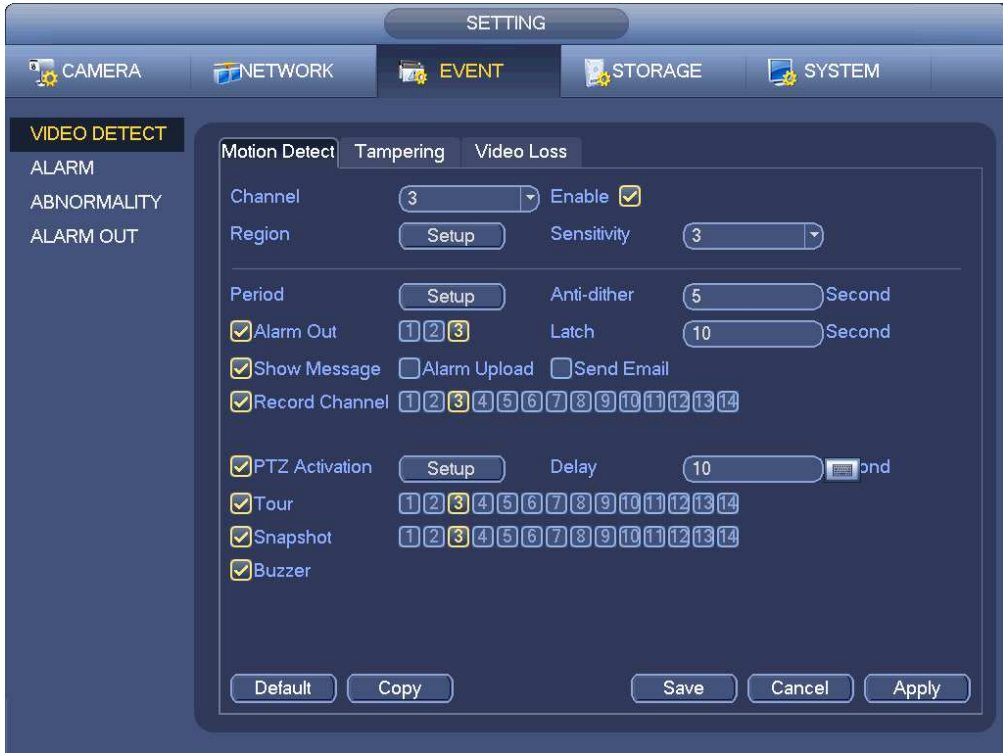 SETTING
CAMERA NETWORK EVENT STORAGE SYSTEM
VIDEO DETECT
ALARM
ABNORMALITY
ALARM OUT
Motion Detect Tampering Video Loss
Channel 3 Enable
Region Setup Sensitivity 3
Period Setup Anti-dither 5 Second
Alarm Out 1 2 3 Latch 10 Second
Show Message Alarm Upload Send Email
Record Channel 1 2 3 4 5 6 7 8 9 10 11 12 13 14
PTZ Activation Setup Delay 10 ond
Tour 1 2 3 4 5 6 7 8 9 10 11 12 13 14
Snapshot 1 2 3 4 5 6 7 8 9 10 11 12 13 14
Buzzer
Default Copy Save Cancel Apply